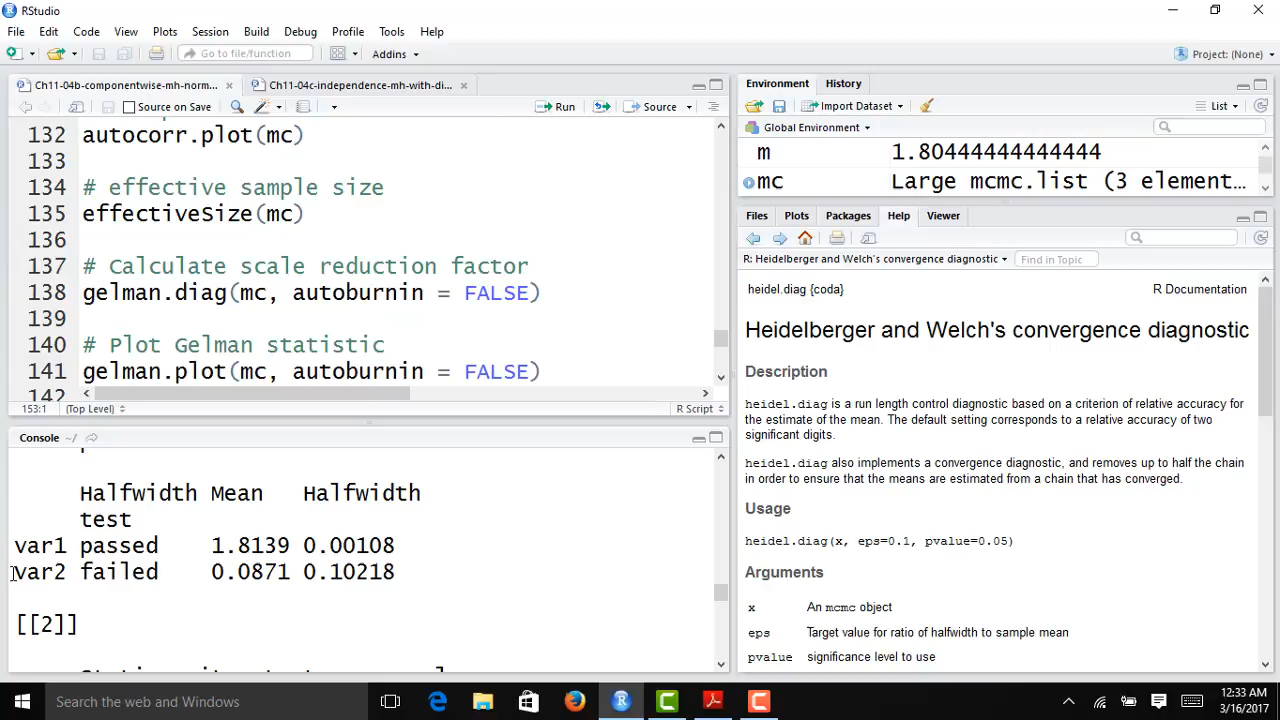 RStudio
File Edit Code View Plots Session Build Debug Profile Tools Help
Go to file/function Addins Project: (None)
Ch11-04b-componentwise-mh-norm... Ch11-04c-independence-mh-with-di...
Source on Save Run Source
132 autocorr.plot(mc)
133
134 # effective sample size
135 effectiveSize(mc)
136
137 # Calculate scale reduction factor
138 gelman.diag(mc, autoburnin = FALSE)
139
140 # Plot Gelman statistic
141 gelman.plot(mc, autoburnin = FALSE)
142
153:1 (Top Level) R Script
Console ~/
Halfwidth Mean Halfwidth
test
var1 passed 1.8139 0.00108
var2 failed 0.0871 0.10218
[[2]]
Environment History
Import Dataset List
Global Environment
m 1.80444444444444
mc Large mcmc.list (3 element...
Files Plots Packages Help Viewer
R: Heidelberger and Welch's convergence diagnostic Find in Topic
heidel.diag {coda} R Documentation
Heidelberger and Welch's convergence diagnostic
Description
heidel.diag is a run length control diagnostic based on a criterion of relative accuracy for
the estimate of the mean. The default setting corresponds to a relative accuracy of two
significant digits.
heidel.diag also implements a convergence diagnostic, and removes up to half the chain
in order to ensure that the means are estimated from a chain that has converged.
Usage
heidel.diag(x, eps=0.1, pvalue=0.05)
Arguments
x An mcmc object
eps Target value for ratio of halfwidth to sample mean
pvalue significance level to use
Search the web and Windows
12:33 AM
3/16/2017